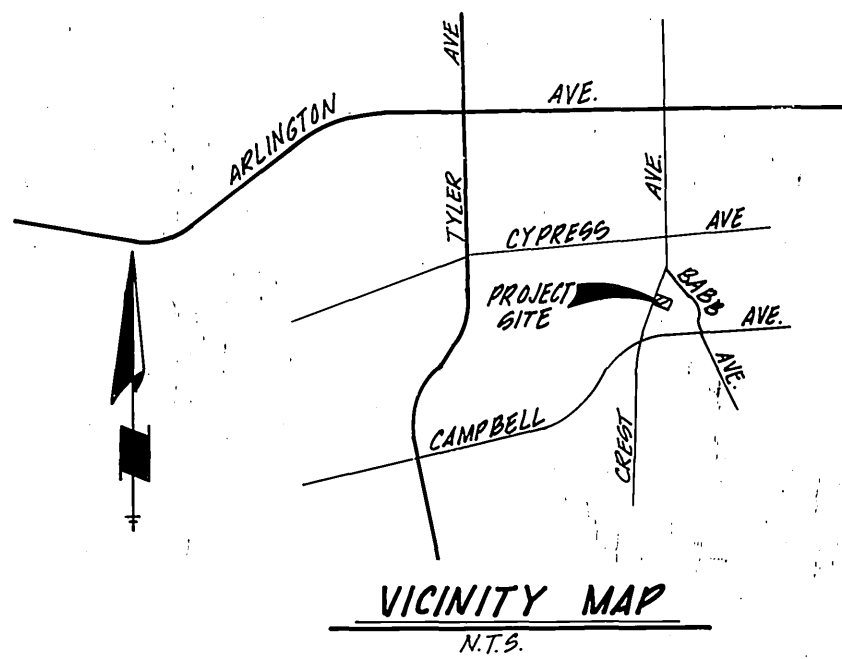 AVE
AVE.
ARLINGTON
TYLER
AVE.
CYPRESS AVE
PROJECT
SITE
BABB
AVE.
AVE.
CAMPBELL
CREST
VICINITY MAP
N.T.S.